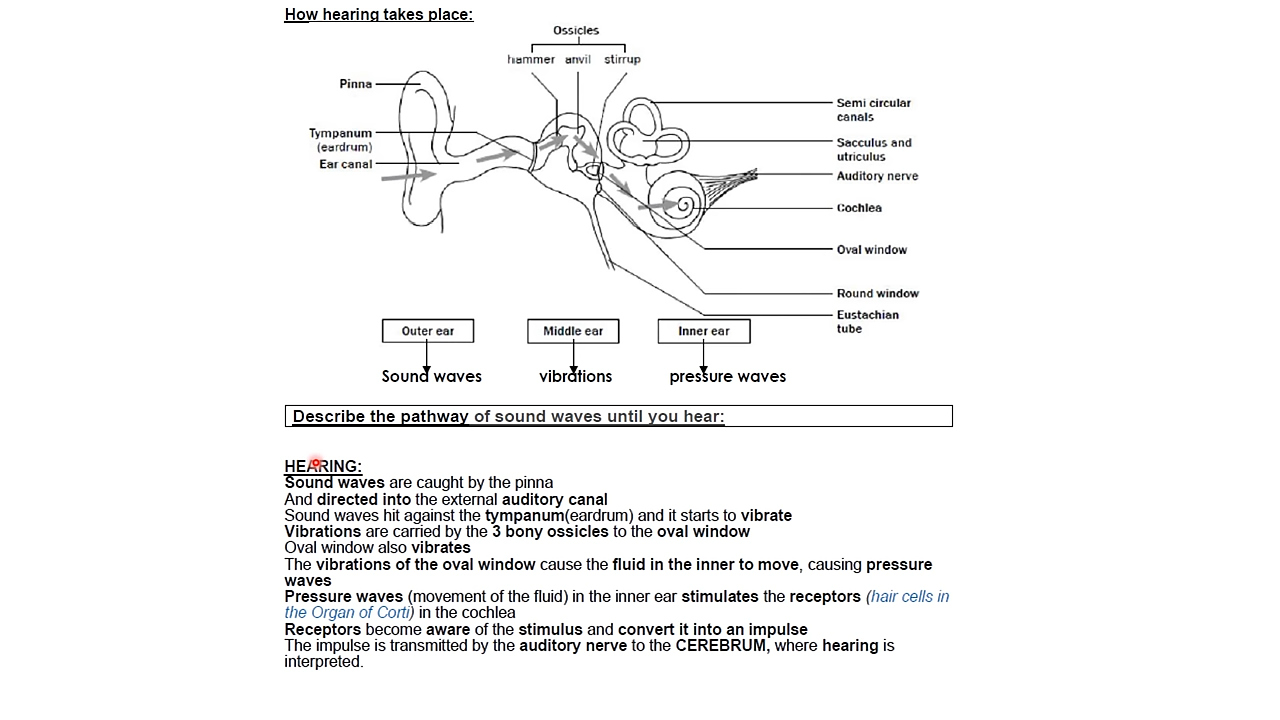 How hearing takes place:
Ossicles
hammer anvil stirrup
Pinna
Tympanum
(eardrum)
Ear canal
Semi circular
canals
Sacculus and
utriculus
Auditory nerve
Cochlea
Oval window
Round window
Eustachian
tube
Outer ear
Middle ear
Inner ear
Sound waves
vibrations
pressure waves
Describe the pathway of sound waves until you hear:
HEARING:
Sound waves are caught by the pinna
And directed into the external auditory canal
Sound waves hit against the tympanum(eardrum) and it starts to vibrate
Vibrations are carried by the 3 bony ossicles to the oval window
Oval window also vibrates
The vibrations of the oval window cause the fluid in the inner to move, causing pressure
waves
Pressure waves (movement of the fluid) in the inner ear stimulates the receptors (hair cells in
the Organ of Corti) in the cochlea
Receptors become aware of the stimulus and convert it into an impulse
The impulse is transmitted by the auditory nerve to the CEREBRUM, where hearing is
interpreted.